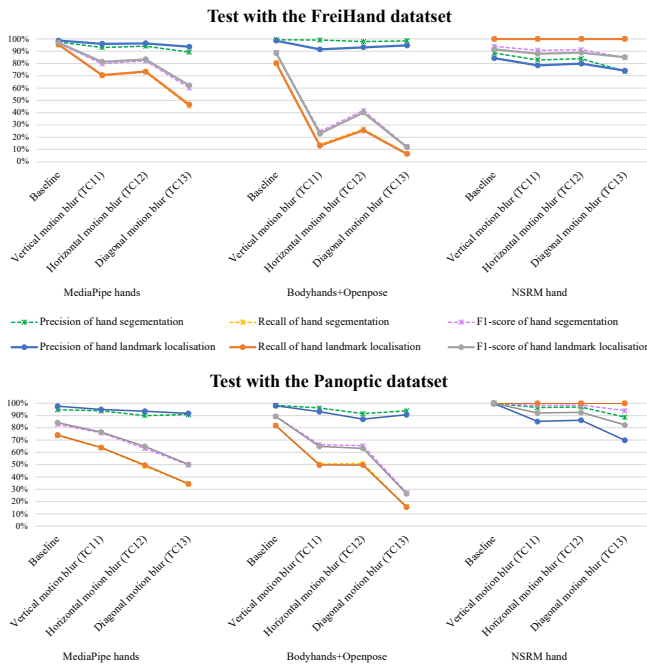 Test with the FreiHand datatset
100%
90%
80%
70%
60%
50%
40%
30%
20%
10%
0%
Baseline
Vertical motion blur (TC11)
Horizontal motion blur (TC12)
Diagonal motion blur (TC13)
Baseline
Vertical motion blur (TC11)
Horizontal motion blur (TC12)
Diagonal motion blur (TC13)
Baseline
Vertical motion blur (TC11)
Horizontal motion blur (TC12)
Diagonal motion blur (TC13)
MediaPipe hands
Bodyhands+Openpose
NSRM hand
Precision of hand segementation
Recall of hand segementation
F1-score of hand segementation
Precision of hand landmark localisation
Recall of hand landmark localisation
F1-score of hand landmark localisation
Test with the Panoptic datatset
100%
90%
80%
70%
60%
50%
40%
30%
20%
10%
0%
Baseline
Vertical motion blur (TC11)
Horizontal motion blur (TC12)
Diagonal motion blur (TC13)
Baseline
Vertical motion blur (TC11)
Horizontal motion blur (TC12)
Diagonal motion blur (TC13)
Baseline
Vertical motion blur (TC11)
Horizontal motion blur (TC12)
Diagonal motion blur (TC13)
MediaPipe hands
Bodyhands+Openpose
NSRM hand